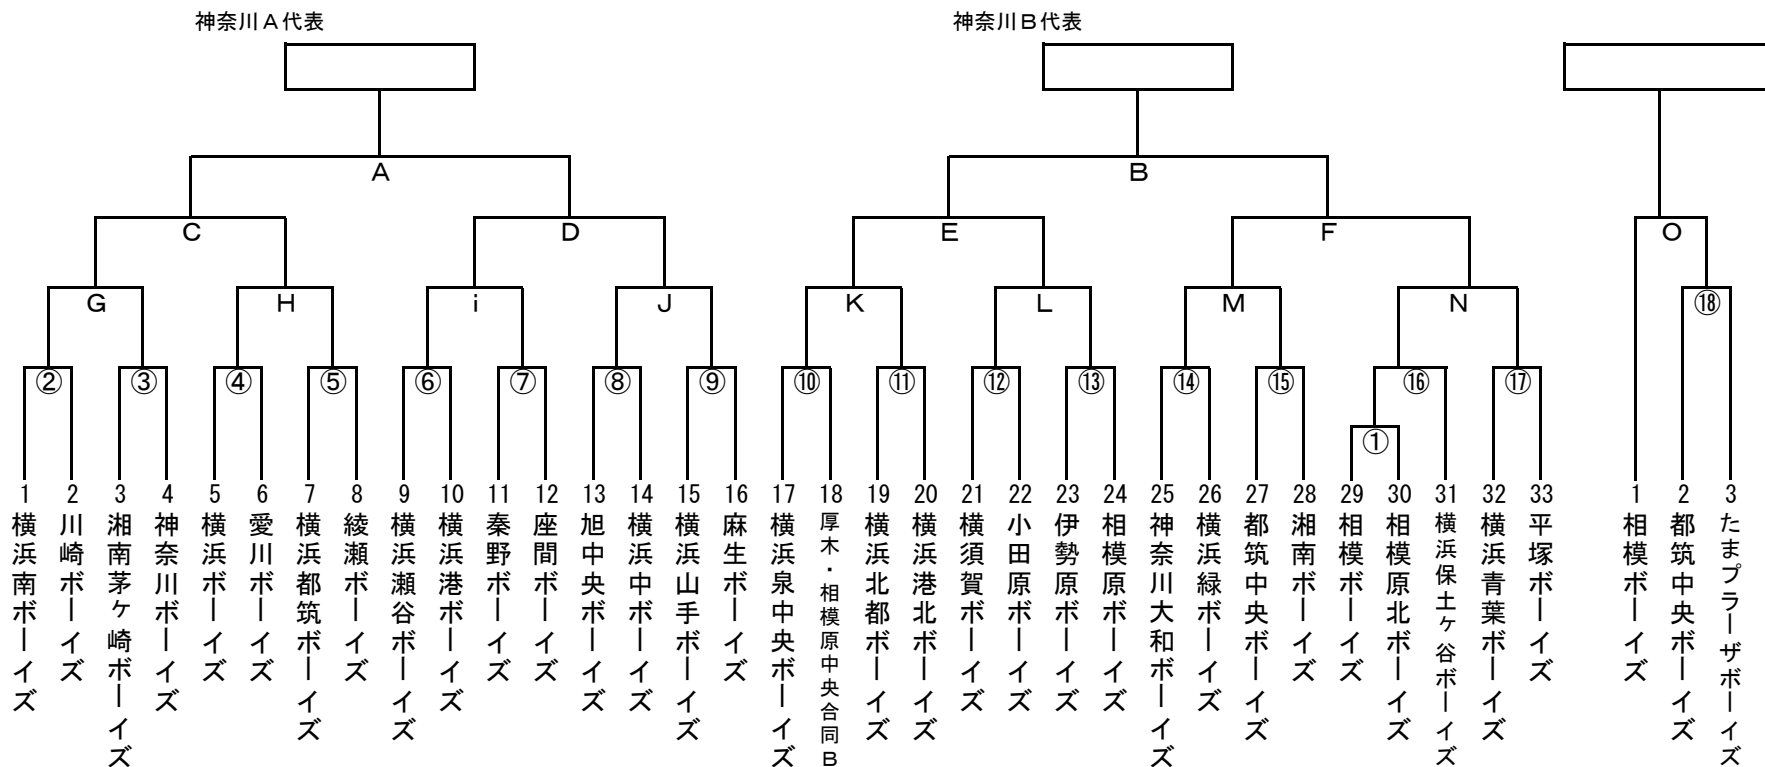 神奈川Ａ代表
神奈川Ｂ代表
A
B
C
D
E
F
O
G
H
i
J
K
L
M
N
⑱
②
③
④
⑤
⑥
⑦
⑧
⑨
⑩
⑪
⑫
⑬
⑭
⑮
⑯
⑰
①
1 横浜南ボーイズ
2 川崎ボーイズ
3 湘南茅ヶ崎ボーイズ
4 神奈川ボーイズ
5 横浜ボーイズ
6 愛川ボーイズ
7 横浜都筑ボーイズ
8 綾瀬ボーイズ
9 横浜瀬谷ボーイズ
10 横浜港ボーイズ
11 秦野ボーイズ
12 座間ボーイズ
13 旭中央ボーイズ
14 横浜中ボーイズ
15 横浜山手ボーイズ
16 麻生ボーイズ
17 横浜泉中央ボーイズ
18 厚木・相模原中央合同B
19 横浜北都ボーイズ
20 横浜港北ボーイズ
21 横須賀ボーイズ
22 小田原ボーイズ
23 伊勢原ボーイズ
24 相模原ボーイズ
25 神奈川大和ボーイズ
26 横浜緑ボーイズ
27 都筑中央ボーイズ
28 湘南ボーイズ
29 相模ボーイズ
30 相模原北ボーイズ
31 横浜保土ヶ谷ボーイズ
32 横浜青葉ボーイズ
33 平塚ボーイズ
1 相模ボーイズ
2 都筑中央ボーイズ
3 たまプラーザボーイズ